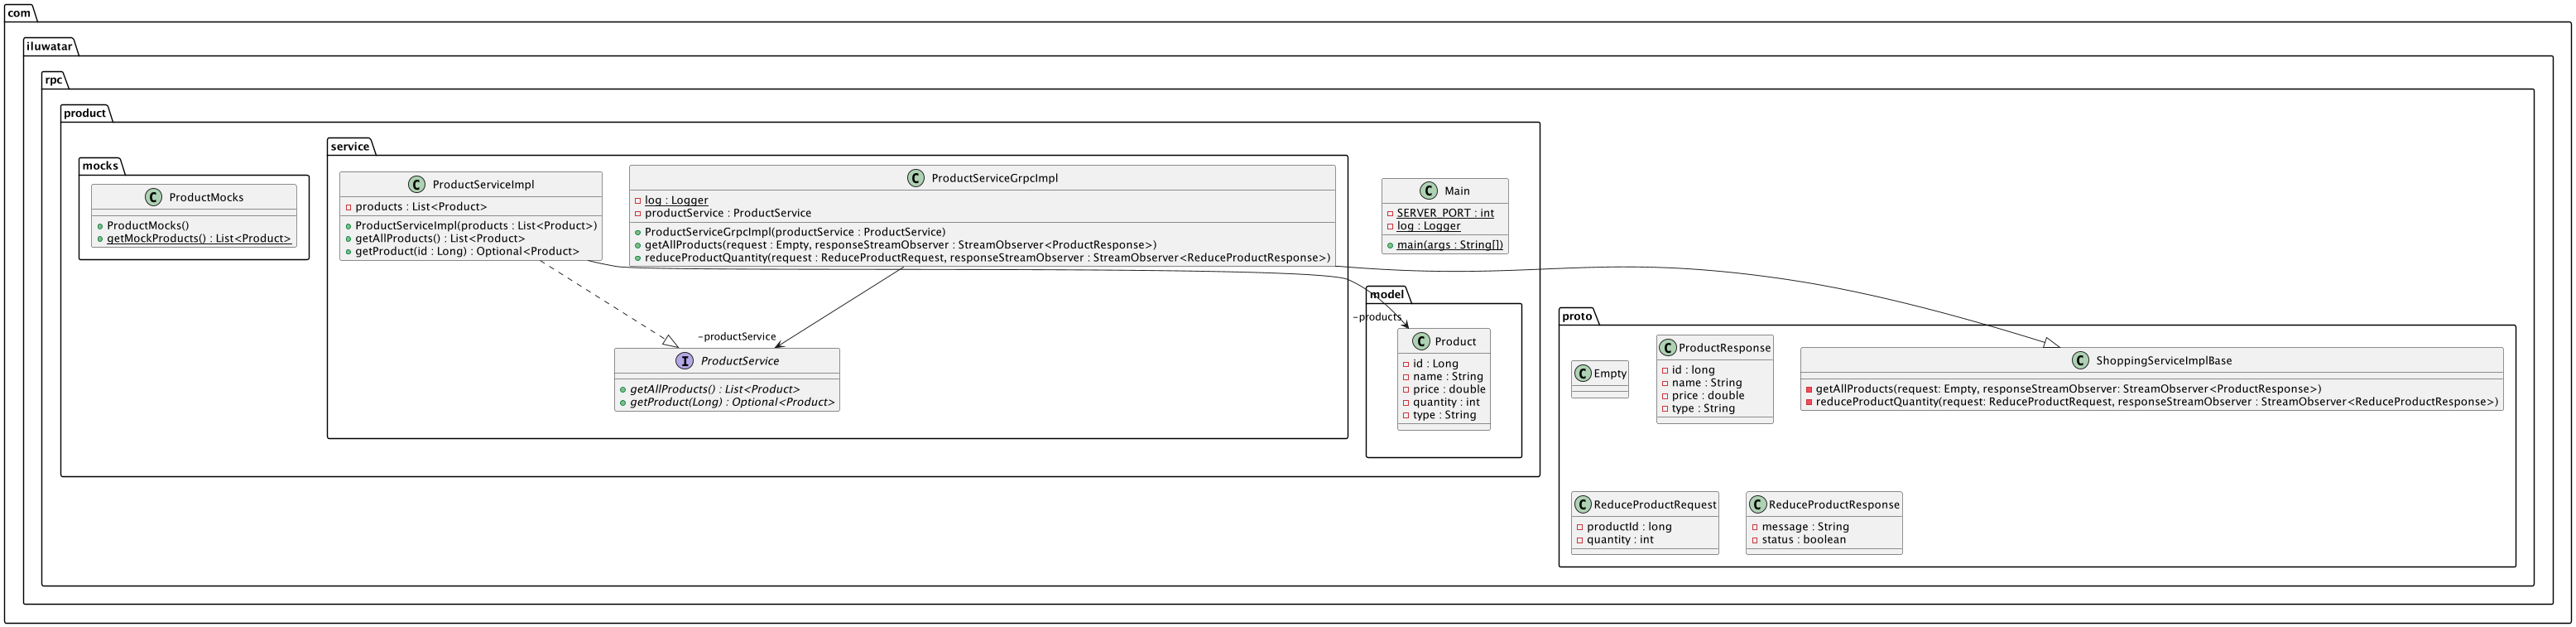 com
iluwatar
rpc
product
mocks
ProductMocks
ProductMocks()
getMockProducts() : List<Product>
service
ProductServiceImpl
products : List<Product>
ProductServiceImpl(products : List<Product>)
getAllProducts() : List<Product>
getProduct(id : Long) : Optional<Product>
ProductServiceGrpcImpl
log : Logger
productService : ProductService
ProductServiceGrpcImpl(productService : ProductService)
getAllProducts(request : Empty, responseStreamObserver : StreamObserver<ProductResponse>)
reduceProductQuantity(request : ReduceProductRequest, responseStreamObserver : StreamObserver<ReduceProductResponse>)
-productService
ProductService
getAllProducts() : List<Product>
getProduct(Long) : Optional<Product>
Main
SERVER_PORT : int
log : Logger
main(args : String[])
model
-products
Product
id : Long
name : String
price : double
quantity : int
type : String
proto
Empty
ProductResponse
id : long
name : String
price : double
type : String
ShoppingServiceImplBase
getAllProducts(request: Empty, responseStreamObserver: StreamObserver<ProductResponse>)
reduceProductQuantity(request: ReduceProductRequest, responseStreamObserver : StreamObserver<ReduceProductResponse>)
ReduceProductRequest
productId : long
quantity : int
ReduceProductResponse
message : String
status : boolean